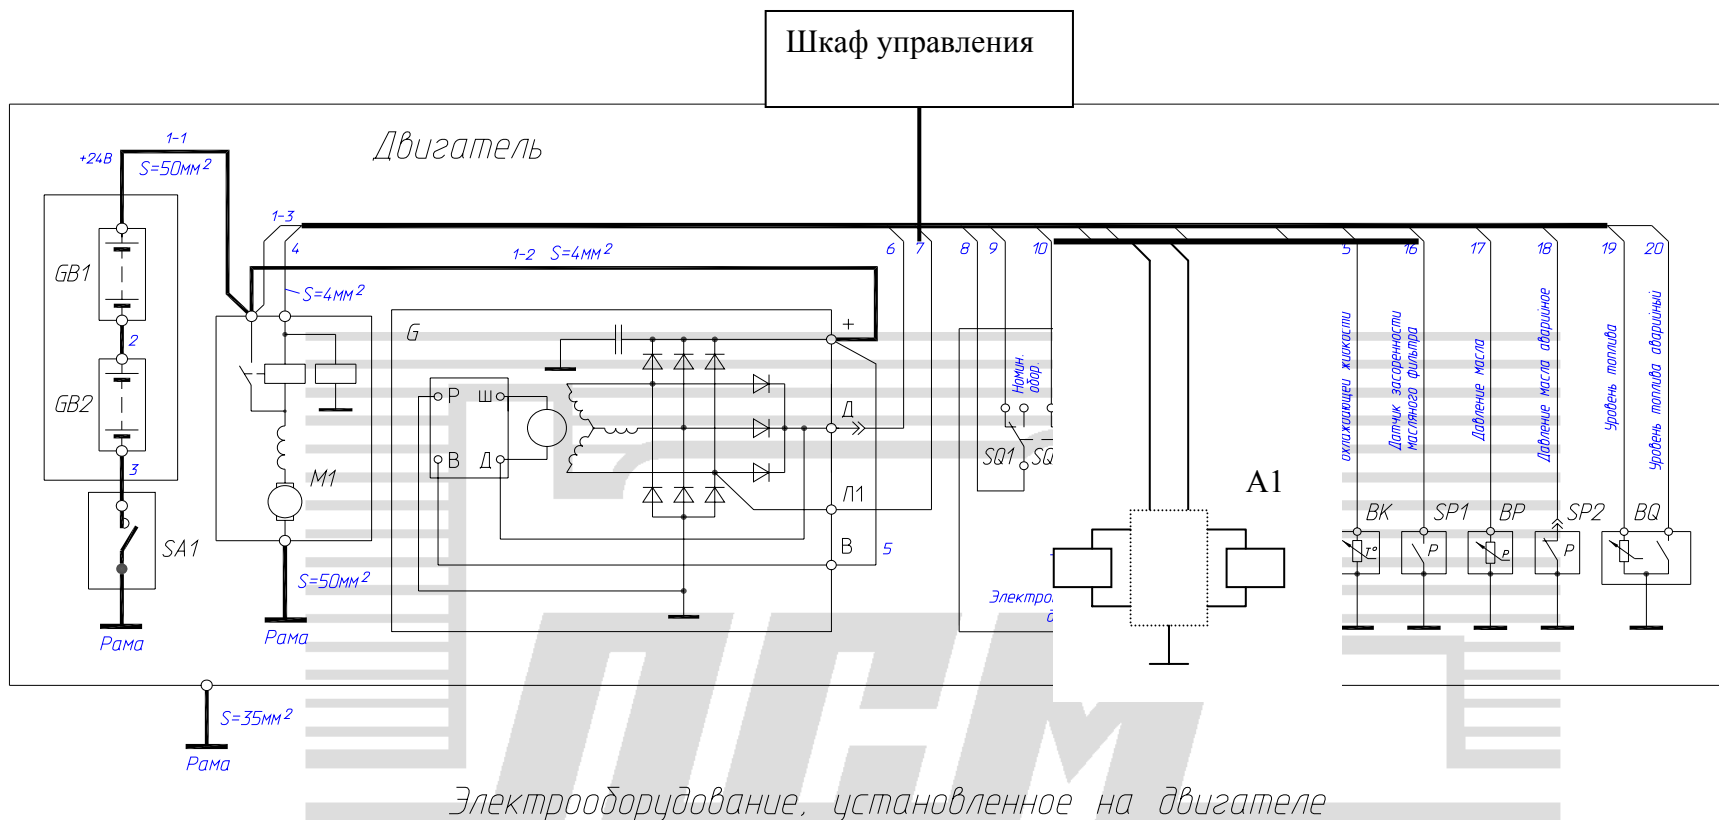 Шкаф управления
Двигатель
+24В
1-1
S=50мм²
GB1
2
GB2
3
SA1
Рама
1-3
4
S=4мм²
M1
S=50мм²
Рама
S=35мм²
Рама
1-2 S=4мм²
G
+
Р
Ш
В
Д
Д
Л1
В
5
6
7
8
9
10
Номин.
обор.
SQ1
SQ
Электро
А1
5
16
17
18
19
20
охлаждающей жидкости
Датчик засоренности
масляного фильтра
Давление масла
Давление масла аварийное
Уровень топлива
Уровень топлива аварийный
BK
SP1
BP
SP2
BQ
T°
P
P
P
ПСМ
Электрооборудование, установленное на двигателе